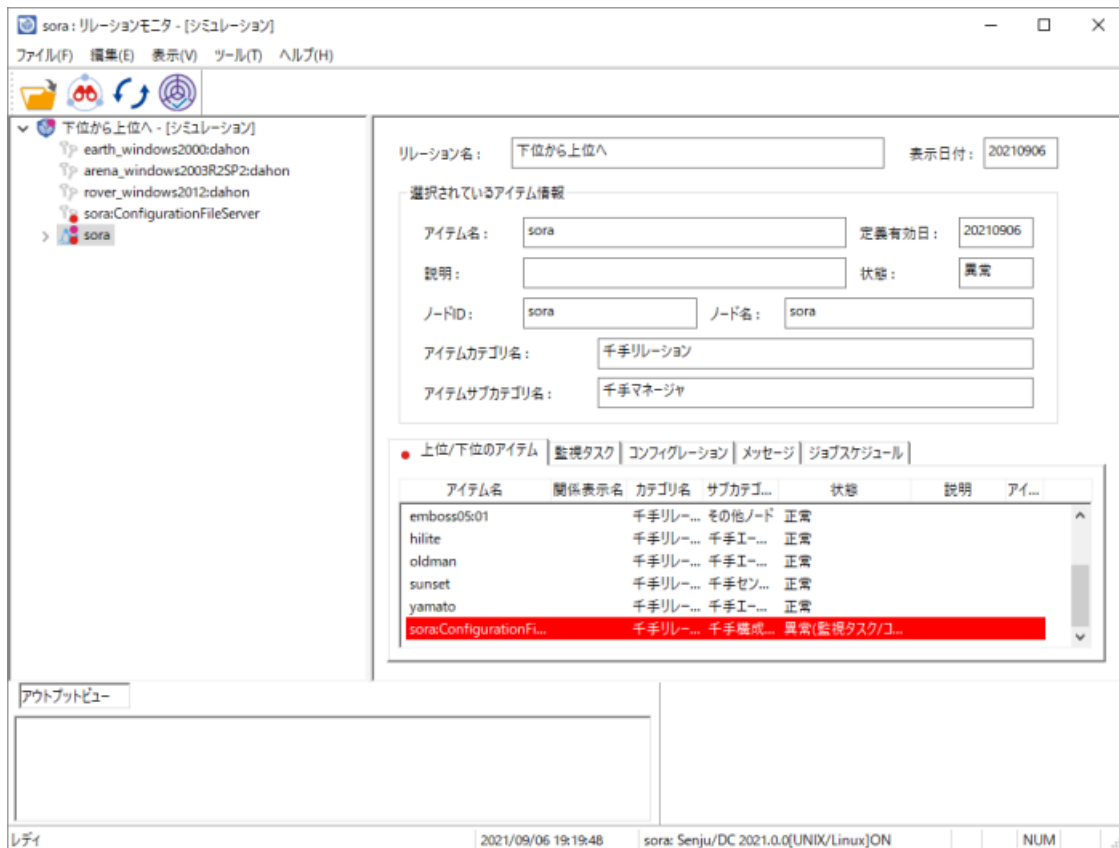 sora : リレーションモニタ - [シミュレーション]
ファイル(F) 編集(E) 表示(V) ツール(T) ヘルプ(H)
下位から上位へ - [シミュレーション]
earth_windows2000:dahon
arena_windows2003R2SP2:dahon
rover_windows2012:dahon
sora:ConfigurationFileServer
sora
リレーション名 : 下位から上位へ 表示日付 : 20210906
選択されているアイテム情報
アイテム名 : sora 定義有効日 : 20210906
説明 : 状態 : 異常
ノードID : sora ノード名 : sora
アイテムカテゴリ名 : 千手リレーション
アイテムサブカテゴリ名 : 千手マネージャ
上位/下位のアイテム 監視タスク コンフィグレーション メッセージ ジョブスケジュール
アイテム名 関係表示名 カテゴリ名 サブカテゴ... 状態 説明 アイ...
emboss05:01 千手リレー... その他ノード 正常
hilite 千手リレー... 千手エー... 正常
oldman 千手リレー... 千手エー... 正常
sunset 千手リレー... 千手セン... 正常
yamato 千手リレー... 千手エー... 正常
sora:ConfigurationFi... 千手リレー... 千手構成... 異常(監視タスク/コ...
アウトプットビュー
レディ 2021/09/06 19:19:48 sora: Senju/DC 2021.0.0[UNIX/Linux]ON NUM